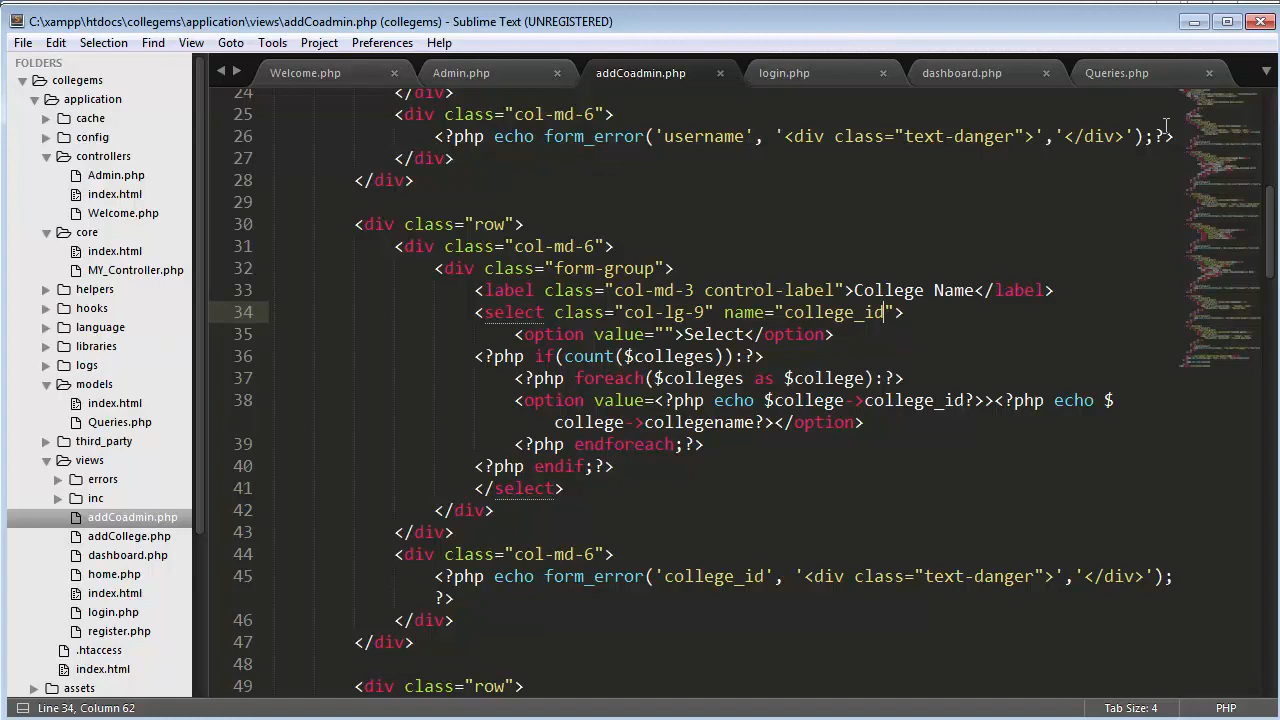 C:\xampp\htdocs\collegems\application\views\addCoadmin.php (collegems) - Sublime Text (UNREGISTERED)
File Edit Selection Find View Goto Tools Project Preferences Help
FOLDERS
collegems
application
cache
config
controllers
Admin.php
index.html
Welcome.php
core
index.html
MY_Controller.php
helpers
hooks
language
libraries
logs
models
index.html
Queries.php
third_party
views
errors
inc
addCoadmin.php
addCollege.php
dashboard.php
home.php
index.html
login.php
register.php
.htaccess
index.html
assets
Welcome.php Admin.php addCoadmin.php login.php dashboard.php Queries.php
24 </div>
25 <div class="col-md-6">
26 <?php echo form_error('username', '<div class="text-danger">','</div>');?>
27 </div>
28 </div>
29
30 <div class="row">
31 <div class="col-md-6">
32 <div class="form-group">
33 <label class="col-md-3 control-label">College Name</label>
34 <select class="col-lg-9" name="college_id">
35 <option value="">Select</option>
36 <?php if(count($colleges)):?>
37 <?php foreach($colleges as $college):?>
38 <option value=<?php echo $college->college_id?>><?php echo $
college->collegename?></option>
39 <?php endforeach;?>
40 <?php endif;?>
41 </select>
42 </div>
43 </div>
44 <div class="col-md-6">
45 <?php echo form_error('college_id', '<div class="text-danger">','</div>');
?>
46 </div>
47 </div>
48
49 <div class="row">
Line 34, Column 62 Tab Size: 4 PHP